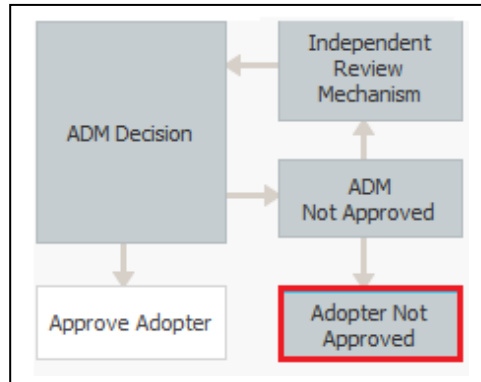 Independent
Review
Mechanism
ADM Decision
ADM
Not Approved
Approve Adopter
Adopter Not
Approved